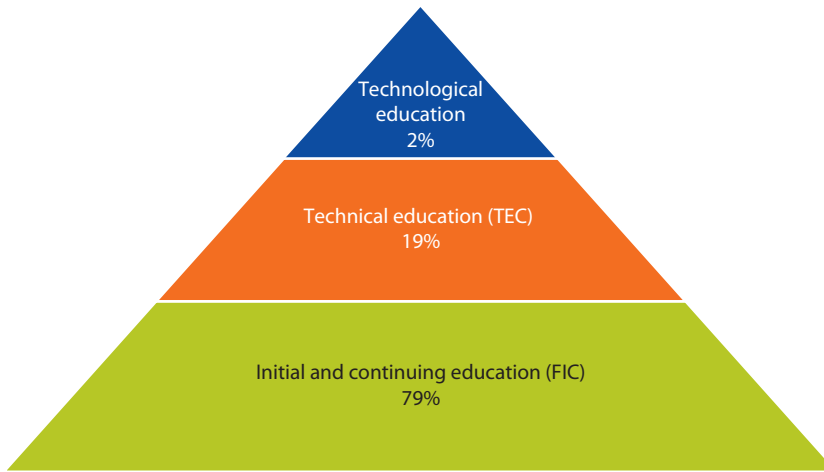 Technological
education
2%
Technical education (TEC)
19%
Initial and continuing education (FIC)
79%